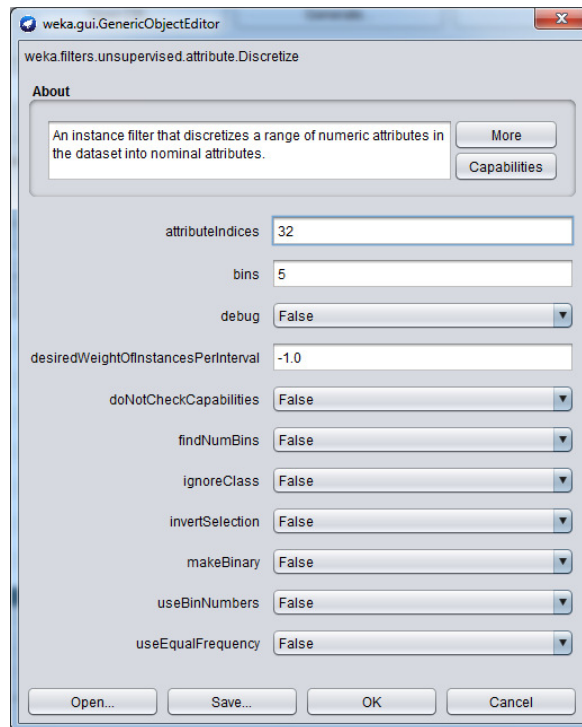 weka.gui.GenericObjectEditor
weka.filters.unsupervised.attribute.Discretize
About
An instance filter that discretizes a range of numeric attributes in
the dataset into nominal attributes.
More
Capabilities
attributeIndices 32
bins 5
debug False
desiredWeightOfInstancesPerInterval -1.0
doNotCheckCapabilities False
findNumBins False
ignoreClass False
invertSelection False
makeBinary False
useBinNumbers False
useEqualFrequency False
Open... Save... OK Cancel